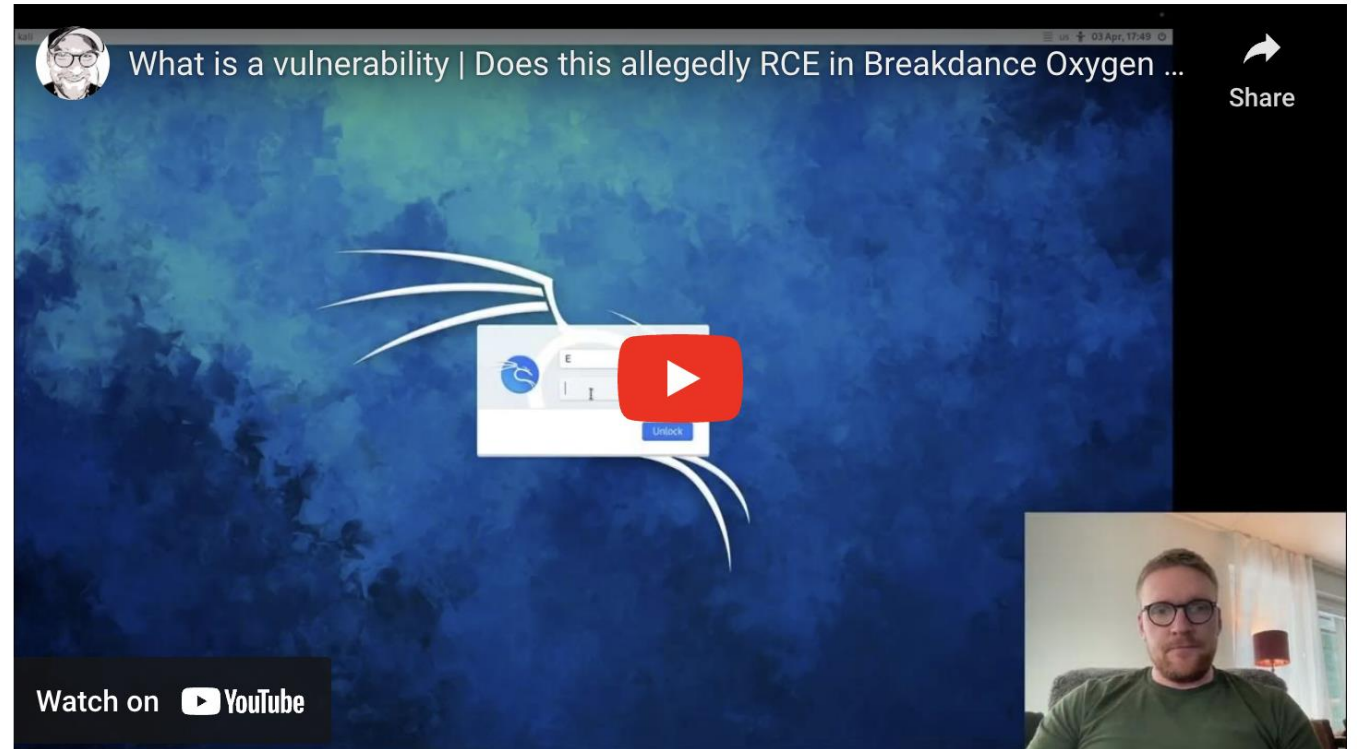 kali
us 03 Apr, 17:49
What is a vulnerability | Does this allegedly RCE in Breakdance Oxygen ...
Share
E
Unlock
Watch on YouTube